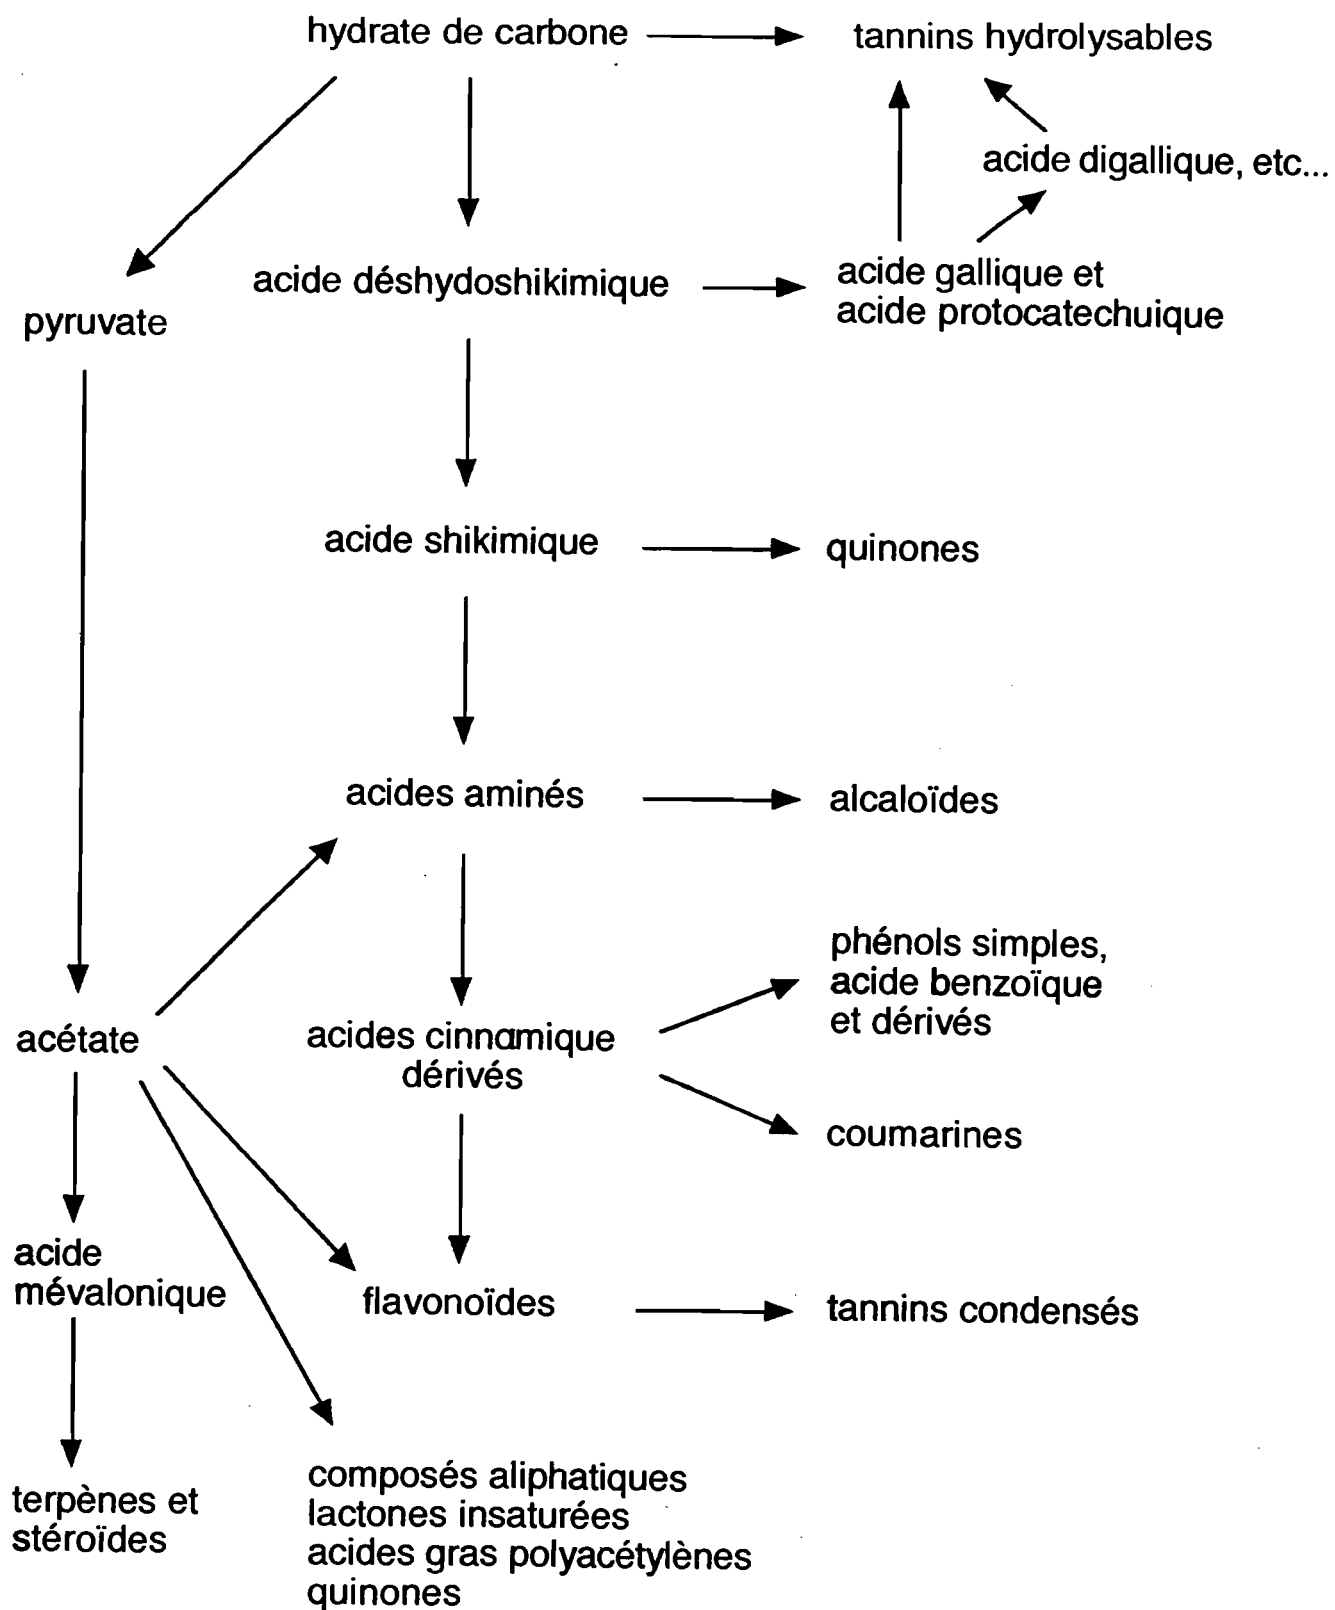 hydrate de carbone
tannins hydrolysables
acide digallique, etc...
acide déshydoshikimique
acide gallique et
acide protocatechuique
pyruvate
acide shikimique
quinones
acides aminés
alcaloïdes
phénols simples,
acide benzoïque
et dérivés
acétate
acides cinnamique
dérivés
coumarines
acide
mévalonique
flavonoïdes
tannins condensés
terpènes et
stéroïdes
composés aliphatiques
lactones insaturées
acides gras polyacétylènes
quinones